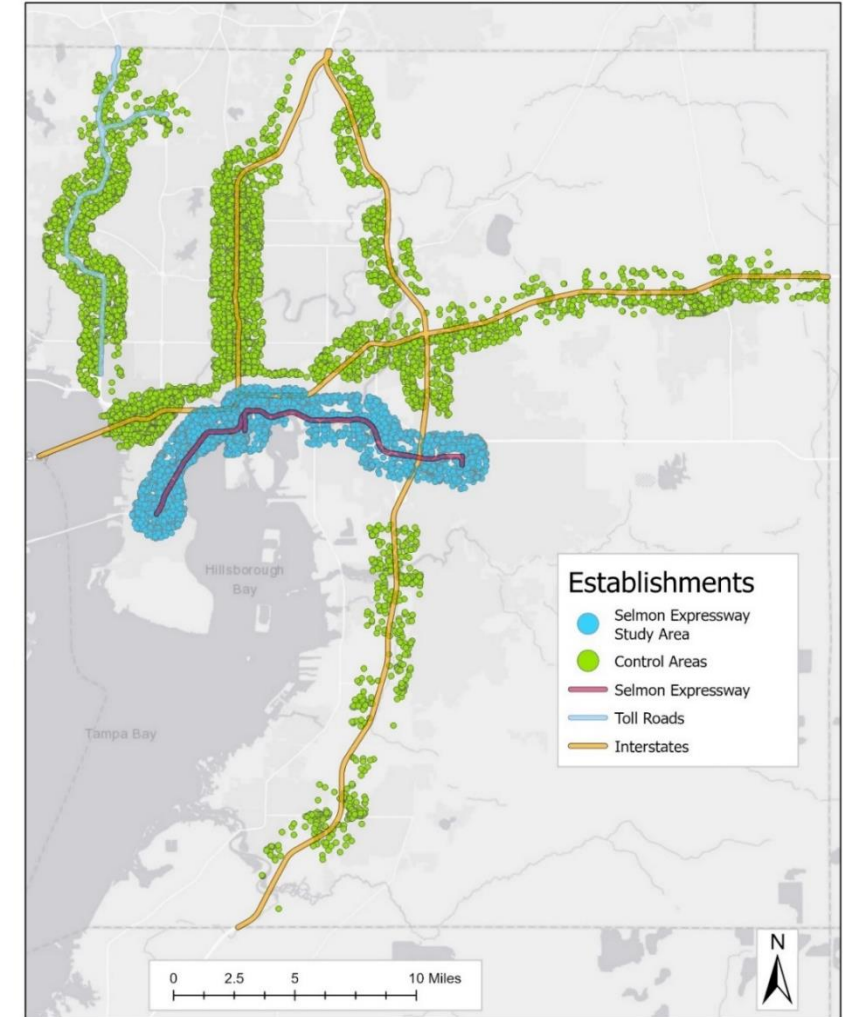 Hillsborough
Bay
Tampa Bay
Establishments
Selmon Expressway
Study Area
Control Areas
Selmon Expressway
Toll Roads
Interstates
0 2.5 5 10 Miles
N